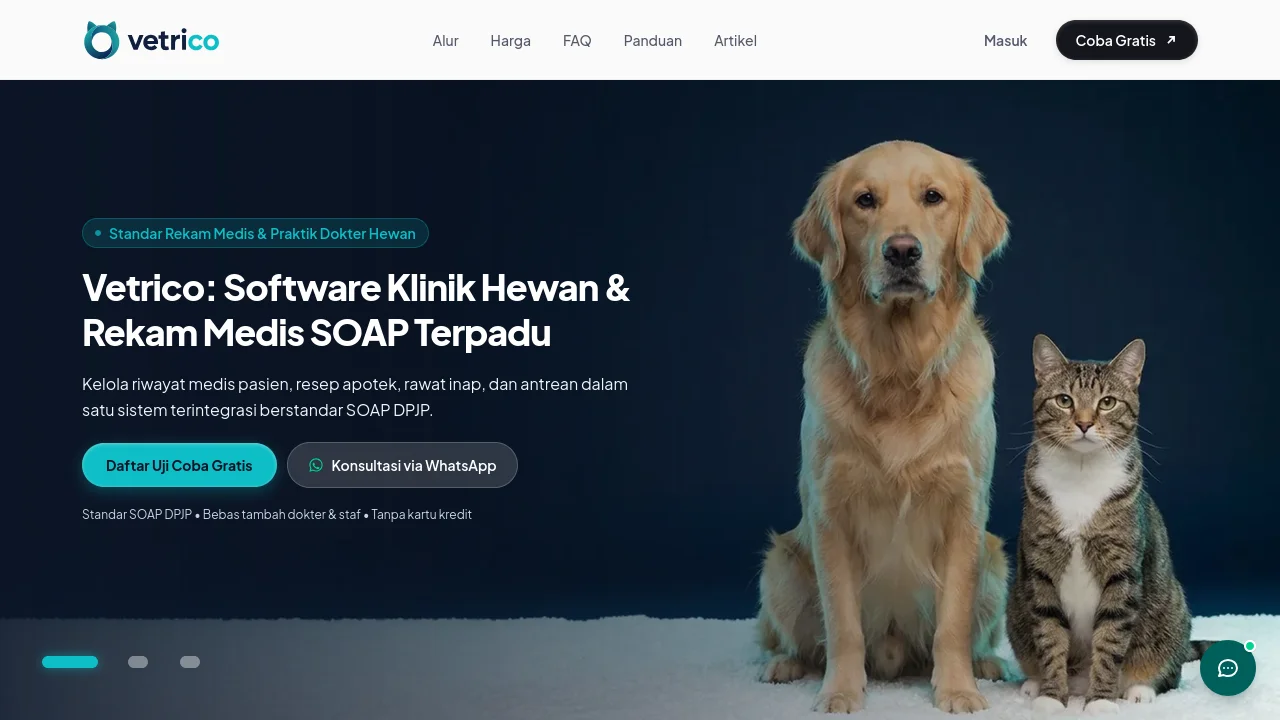 vetrico
Alur
Harga
FAQ
Panduan
Artikel
Masuk
Coba Gratis
Standar Rekam Medis & Praktik Dokter Hewan
Vetrico: Software Klinik Hewan &
Rekam Medis SOAP Terpadu
Kelola riwayat medis pasien, resep apotek, rawat inap, dan antrean dalam
satu sistem terintegrasi berstandar SOAP DPJP.
Daftar Uji Coba Gratis
Konsultasi via WhatsApp
Standar SOAP DPJP • Bebas tambah dokter & staf • Tanpa kartu kredit